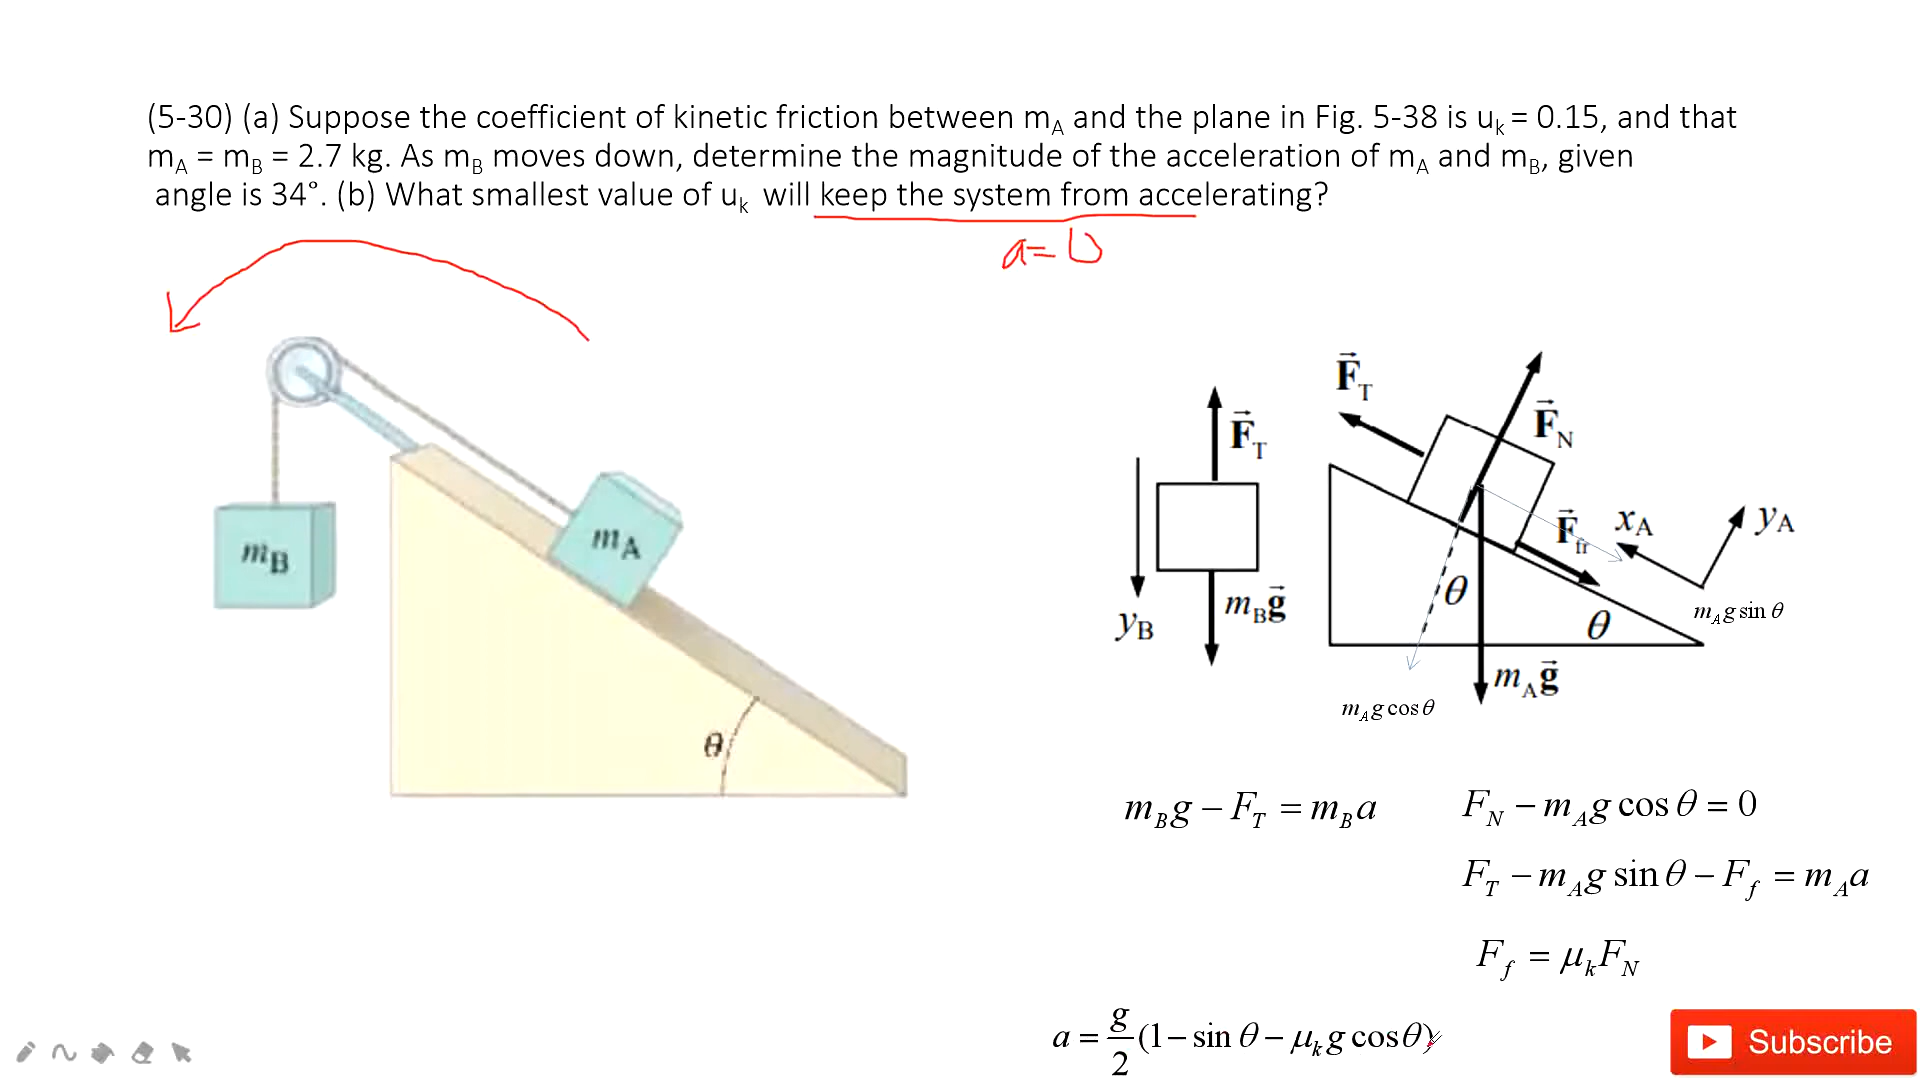 (5-30) (a) Suppose the coefficient of kinetic friction between mA and the plane in Fig. 5-38 is uk = 0.15, and that
mA = mB = 2.7 kg. As mB moves down, determine the magnitude of the acceleration of mA and mB, given
angle is 34°. (b) What smallest value of uk will keep the system from accelerating?
a = 0
mB
mA
θ
F⃗T
mBg⃗
yB
F⃗T
F⃗N
F⃗fr
xA
yA
θ
θ
mAg sin θ
mAg⃗
mAg cos θ
mBg − FT = mBa
FN − mAg cos θ = 0
FT − mAg sin θ − Ff = mAa
Ff = μkFN
a = g/2 (1 − sin θ − μkg cos θ)
Subscribe